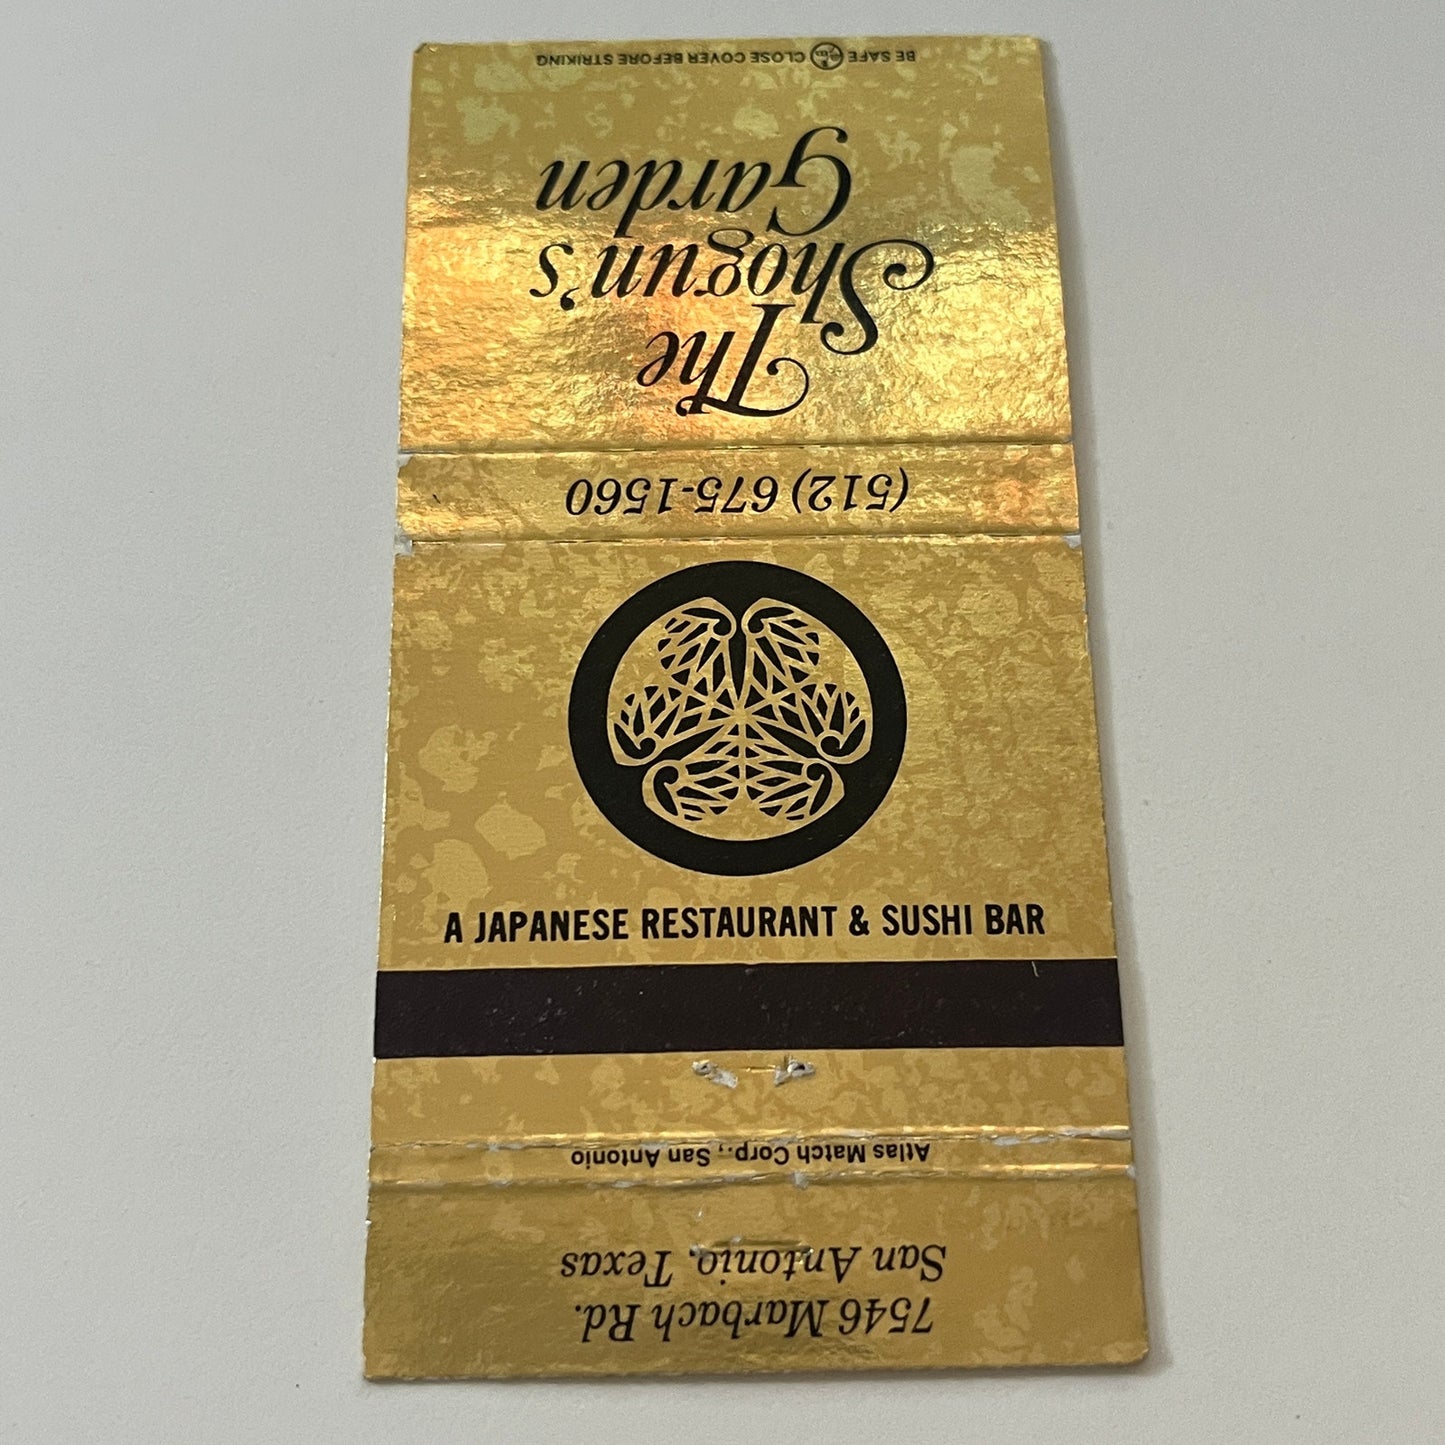 The
Shogun's
Garden
BE SAFE CLOSE COVER BEFORE STRIKING
(512) 675-1560
A JAPANESE RESTAURANT & SUSHI BAR
Atlas Match Corp., San Antonio
7546 Marbach Rd.
San Antonio, Texas